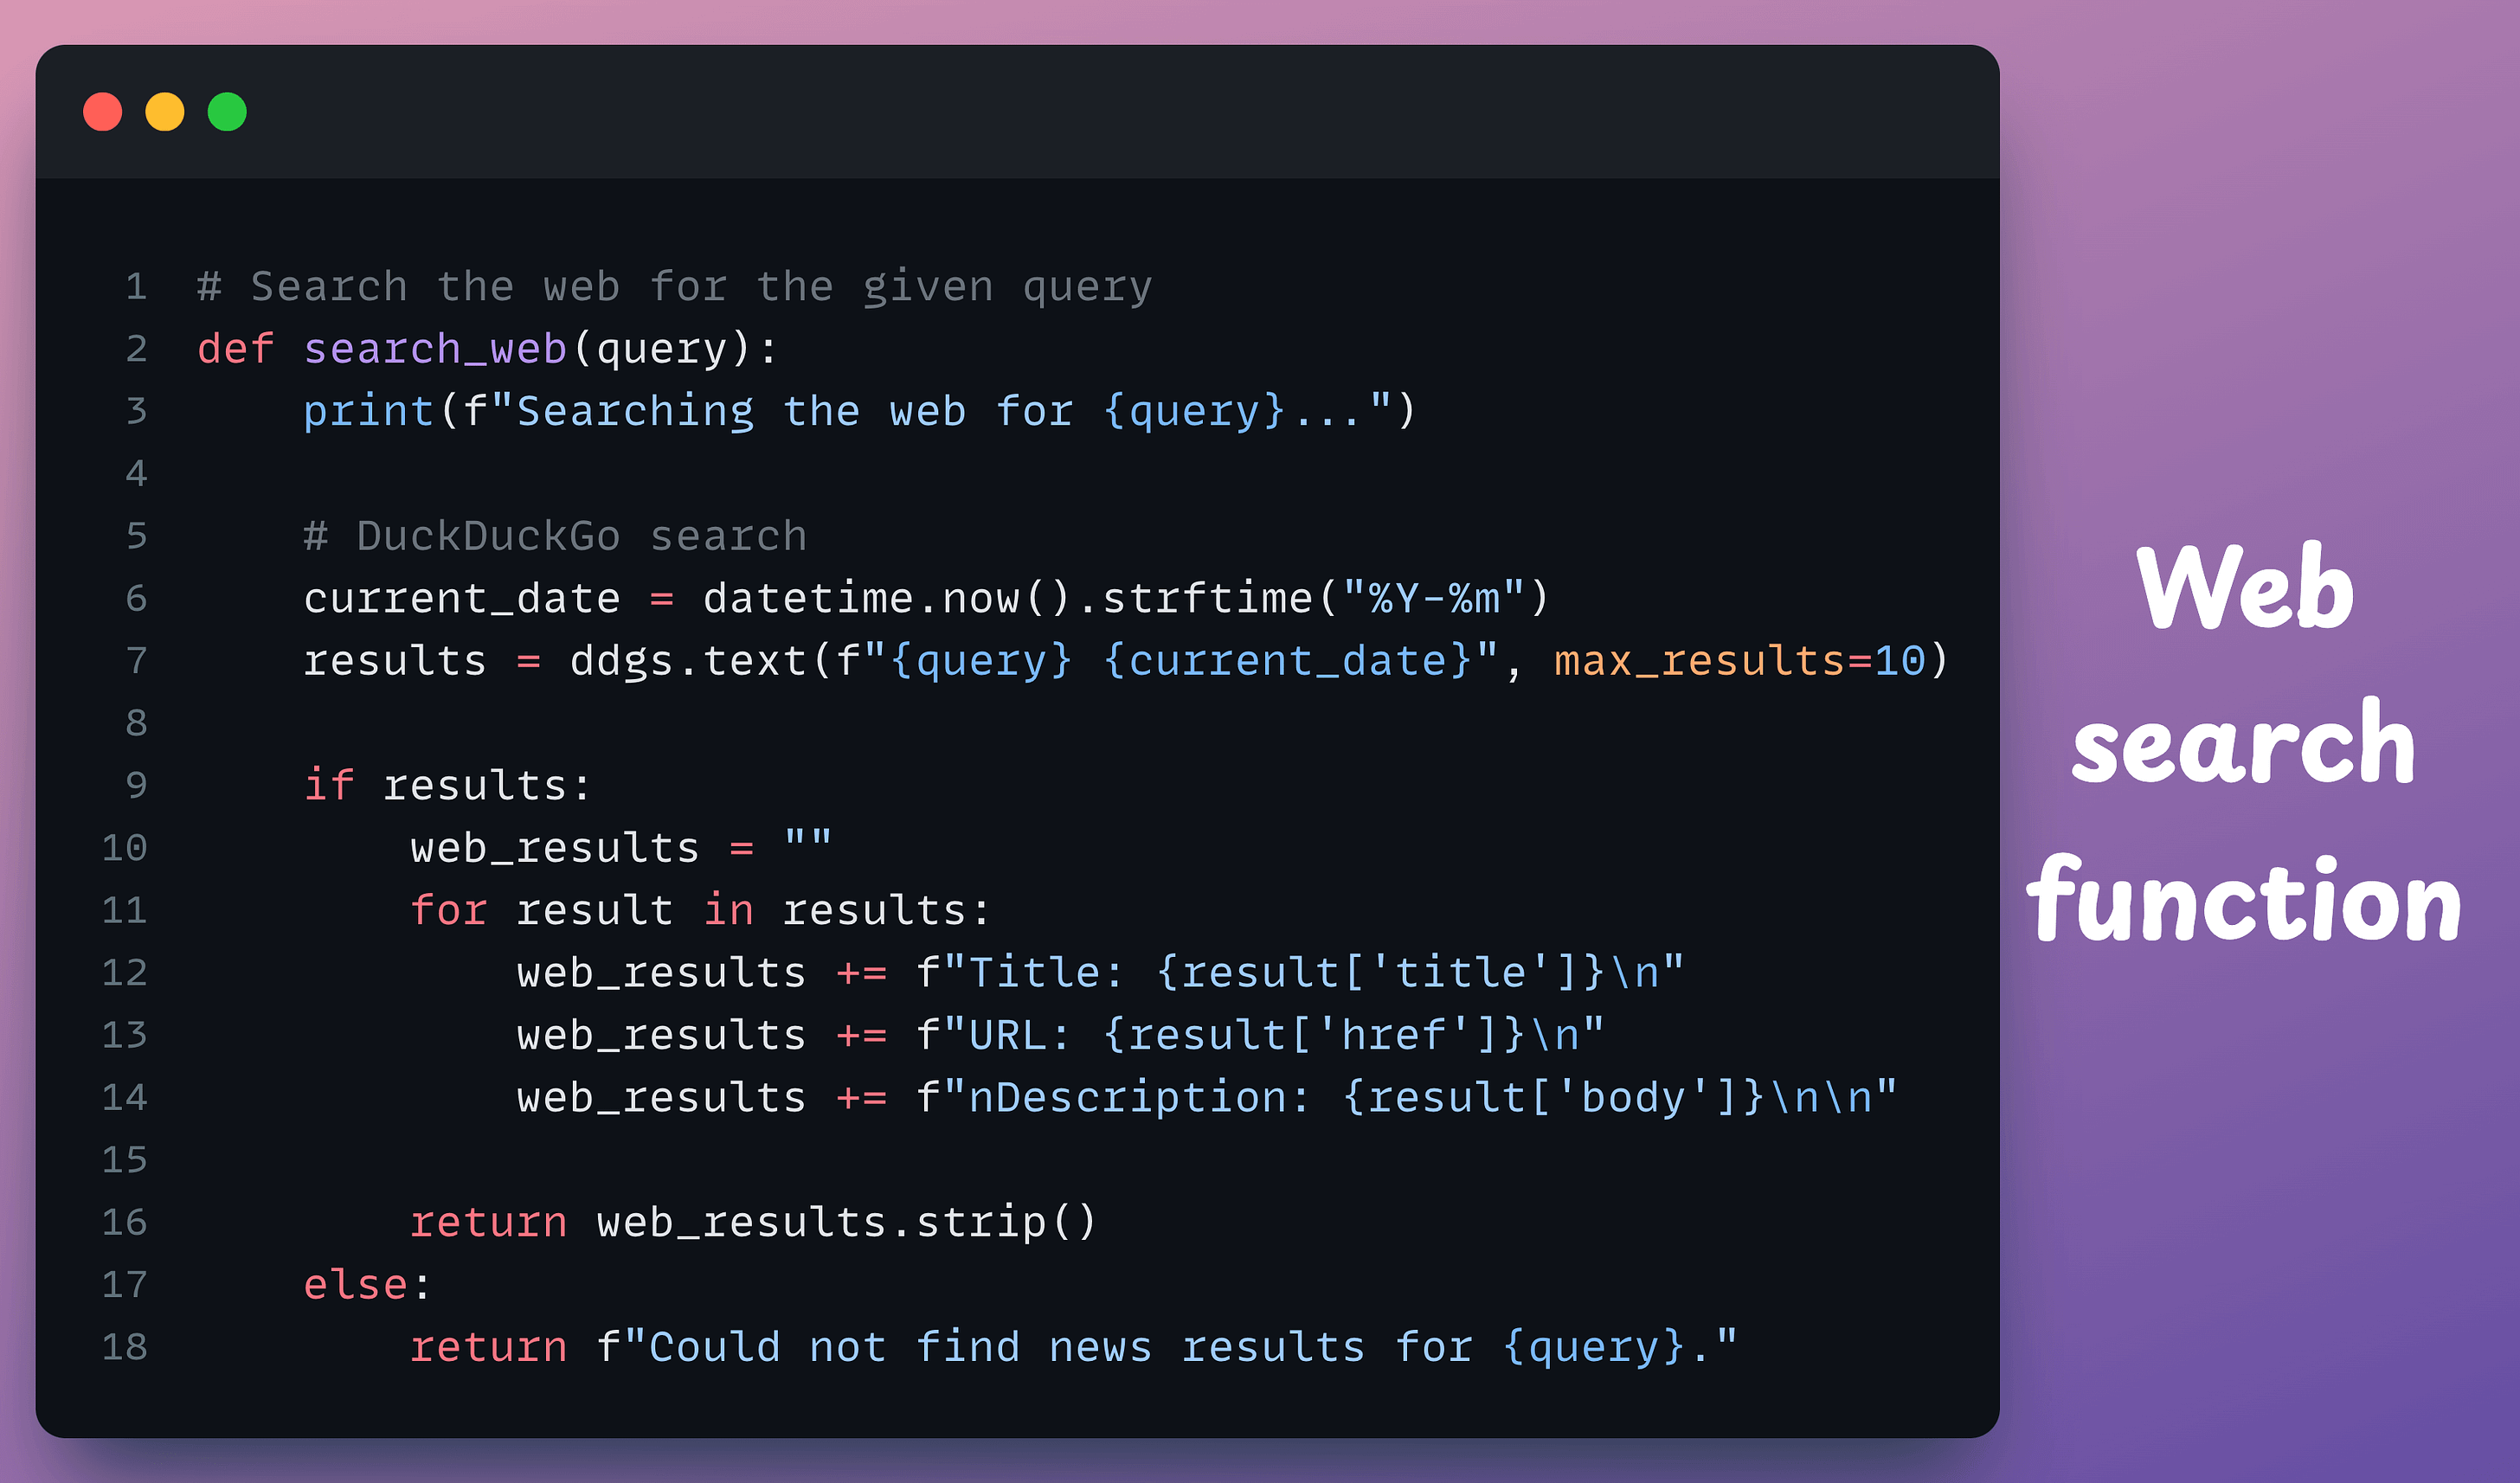 1 # Search the web for the given query
2 def search_web(query):
3     print(f"Searching the web for {query}...")
4
5     # DuckDuckGo search
6     current_date = datetime.now().strftime("%Y-%m")
7     results = ddgs.text(f"{query} {current_date}", max_results=10)
8
9     if results:
10         web_results = ""
11         for result in results:
12             web_results += f"Title: {result['title']}\n"
13             web_results += f"URL: {result['href']}\n"
14             web_results += f"nDescription: {result['body']}\n\n"
15
16         return web_results.strip()
17     else:
18         return f"Could not find news results for {query}."
Web
search
function